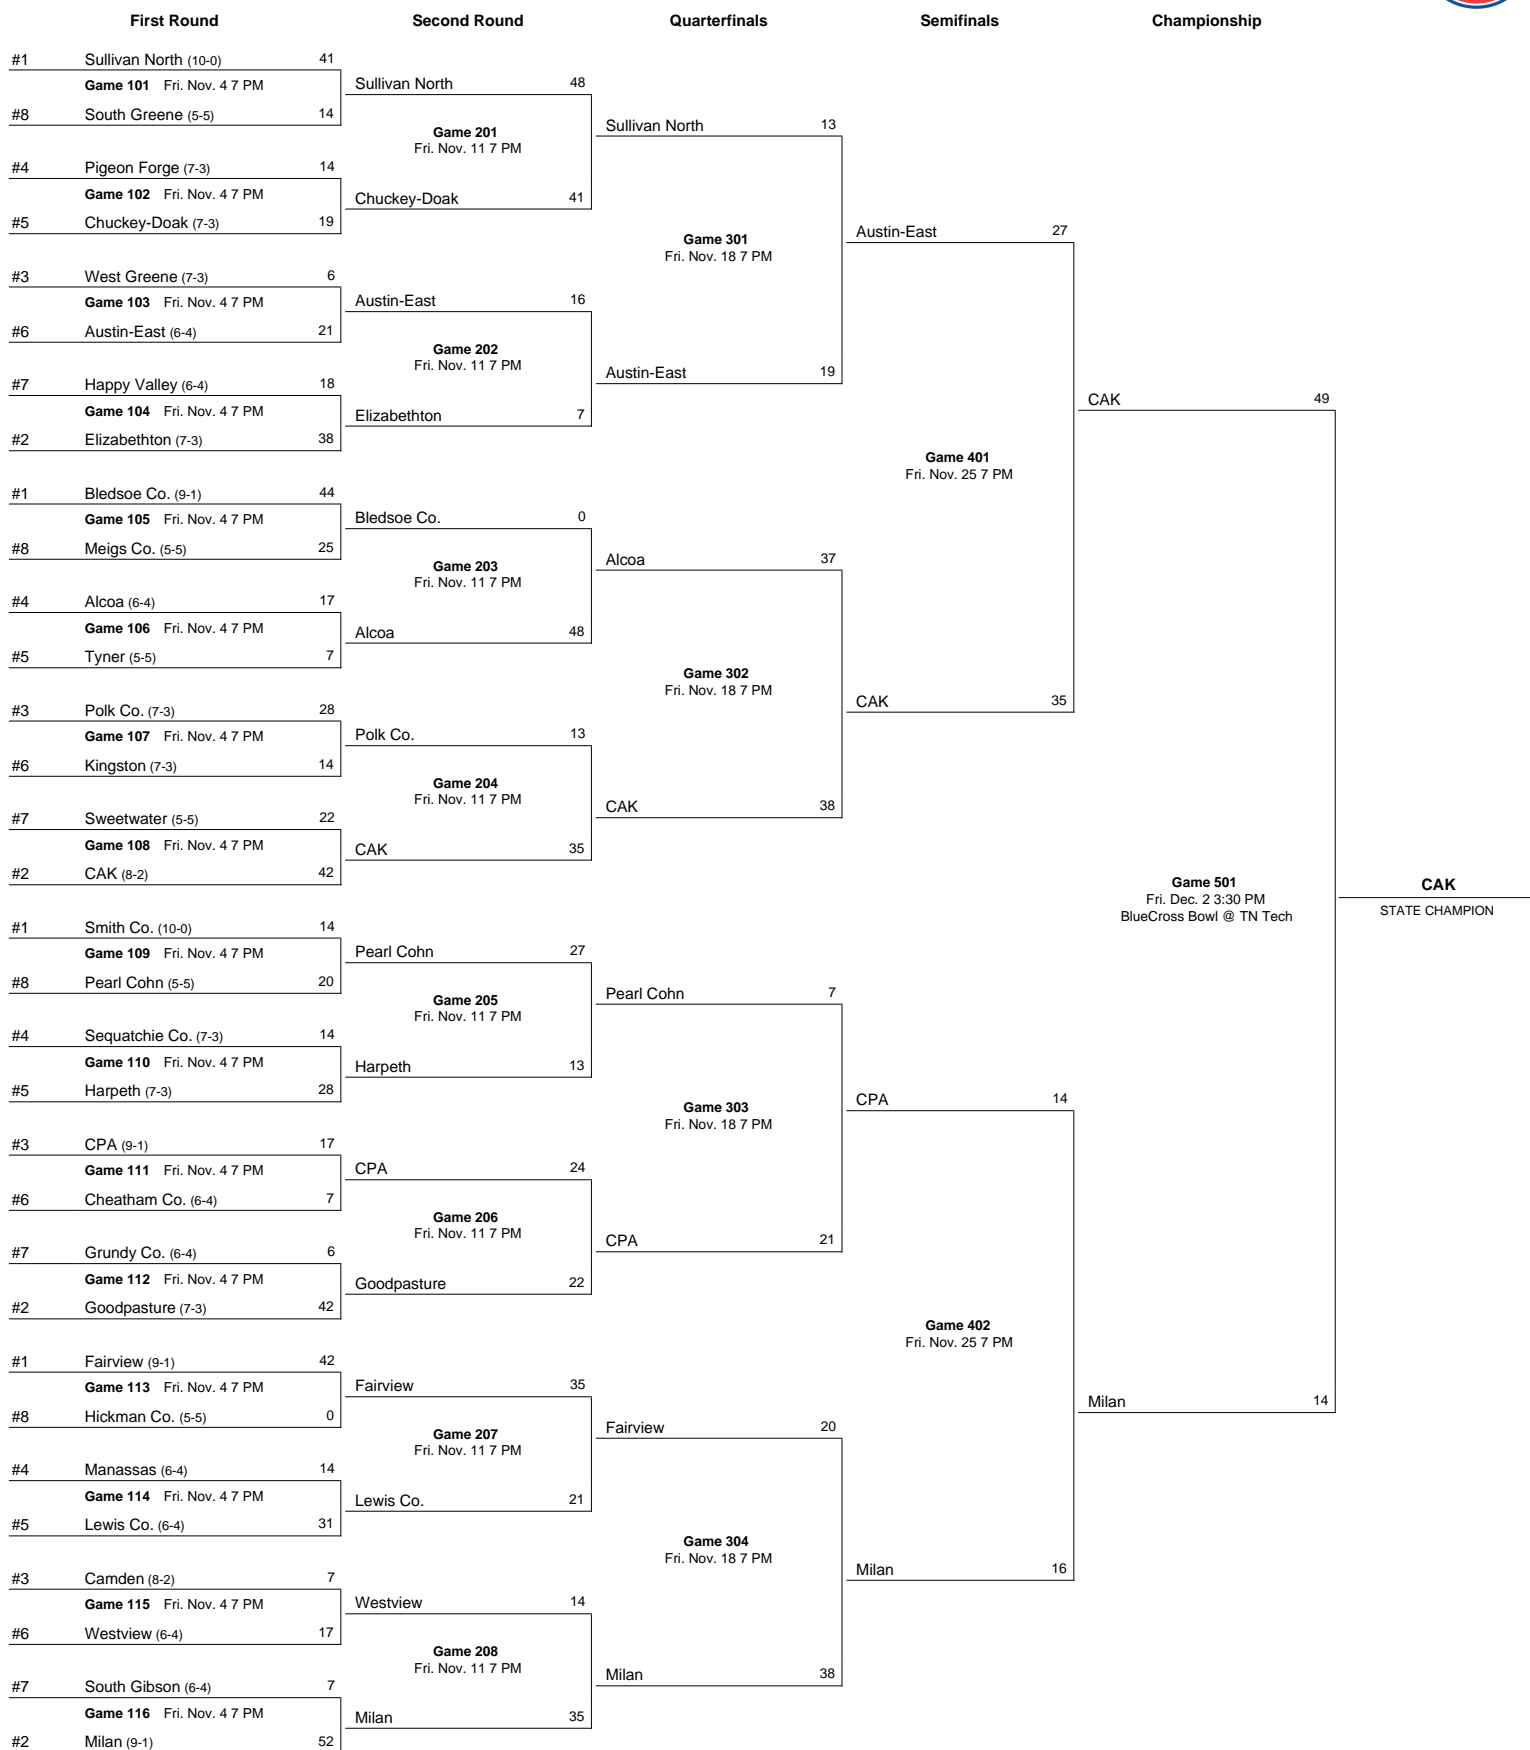 First Round Second Round Quarterfinals Semifinals Championship
#1 Sullivan North (10-0) 41
Game 101 Fri. Nov. 4 7 PM
#8 South Greene (5-5) 14
#4 Pigeon Forge (7-3) 14
Game 102 Fri. Nov. 4 7 PM
#5 Chuckey-Doak (7-3) 19
#3 West Greene (7-3) 6
Game 103 Fri. Nov. 4 7 PM
#6 Austin-East (6-4) 21
#7 Happy Valley (6-4) 18
Game 104 Fri. Nov. 4 7 PM
#2 Elizabethton (7-3) 38
#1 Bledsoe Co. (9-1) 44
Game 105 Fri. Nov. 4 7 PM
#8 Meigs Co. (5-5) 25
#4 Alcoa (6-4) 17
Game 106 Fri. Nov. 4 7 PM
#5 Tyner (5-5) 7
#3 Polk Co. (7-3) 28
Game 107 Fri. Nov. 4 7 PM
#6 Kingston (7-3) 14
#7 Sweetwater (5-5) 22
Game 108 Fri. Nov. 4 7 PM
#2 CAK (8-2) 42
#1 Smith Co. (10-0) 14
Game 109 Fri. Nov. 4 7 PM
#8 Pearl Cohn (5-5) 20
#4 Sequatchie Co. (7-3) 14
Game 110 Fri. Nov. 4 7 PM
#5 Harpeth (7-3) 28
#3 CPA (9-1) 17
Game 111 Fri. Nov. 4 7 PM
#6 Cheatham Co. (6-4) 7
#7 Grundy Co. (6-4) 6
Game 112 Fri. Nov. 4 7 PM
#2 Goodpasture (7-3) 42
#1 Fairview (9-1) 42
Game 113 Fri. Nov. 4 7 PM
#8 Hickman Co. (5-5) 0
#4 Manassas (6-4) 14
Game 114 Fri. Nov. 4 7 PM
#5 Lewis Co. (6-4) 31
#3 Camden (8-2) 7
Game 115 Fri. Nov. 4 7 PM
#6 Westview (6-4) 17
#7 South Gibson (6-4) 7
Game 116 Fri. Nov. 4 7 PM
#2 Milan (9-1) 52
Sullivan North 48
Game 201
Fri. Nov. 11 7 PM
Chuckey-Doak 41
Austin-East 16
Game 202
Fri. Nov. 11 7 PM
Elizabethton 7
Bledsoe Co. 0
Game 203
Fri. Nov. 11 7 PM
Alcoa 48
Polk Co. 13
Game 204
Fri. Nov. 11 7 PM
CAK 35
Pearl Cohn 27
Game 205
Fri. Nov. 11 7 PM
Harpeth 13
CPA 24
Game 206
Fri. Nov. 11 7 PM
Goodpasture 22
Fairview 35
Game 207
Fri. Nov. 11 7 PM
Lewis Co. 21
Westview 14
Game 208
Fri. Nov. 11 7 PM
Milan 35
Sullivan North 13
Game 301
Fri. Nov. 18 7 PM
Austin-East 19
Alcoa 37
Game 302
Fri. Nov. 18 7 PM
CAK 38
Pearl Cohn 7
Game 303
Fri. Nov. 18 7 PM
CPA 21
Fairview 20
Game 304
Fri. Nov. 18 7 PM
Milan 38
Austin-East 27
Game 401
Fri. Nov. 25 7 PM
CAK 35
CPA 14
Game 402
Fri. Nov. 25 7 PM
Milan 16
CAK 49
Game 501
Fri. Dec. 2 3:30 PM
BlueCross Bowl @ TN Tech
Milan 14
CAK
STATE CHAMPION